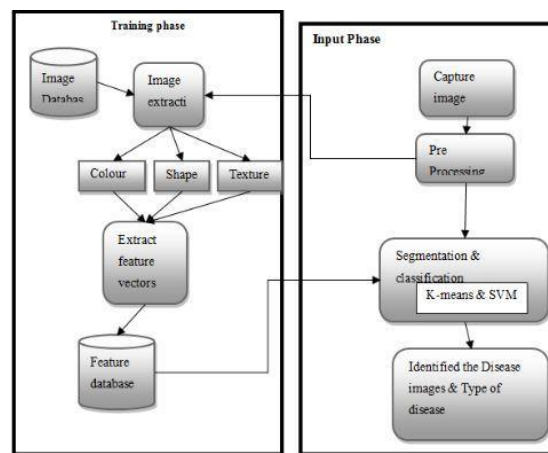 Training phase
Image
Databas
Image
extracti
Colour
Shape
Texture
Extract
feature
vectors
Feature
database
Input Phase
Capture
image
Pre
Processing
Segmentation &
classification
K-means & SVM
Identified the Disease
images & Type of
disease